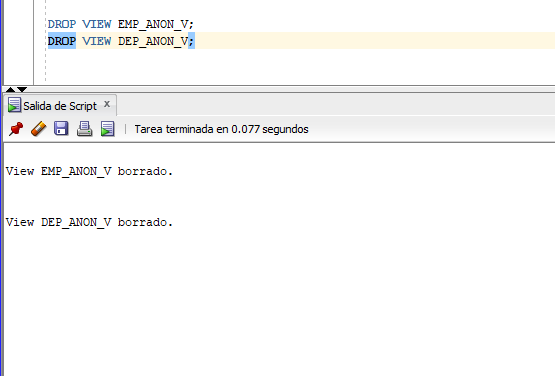 DROP VIEW EMP_ANON_V;
DROP VIEW DEP_ANON_V;
Salida de Script x
Tarea terminada en 0.077 segundos
View EMP_ANON_V borrado.
View DEP_ANON_V borrado.